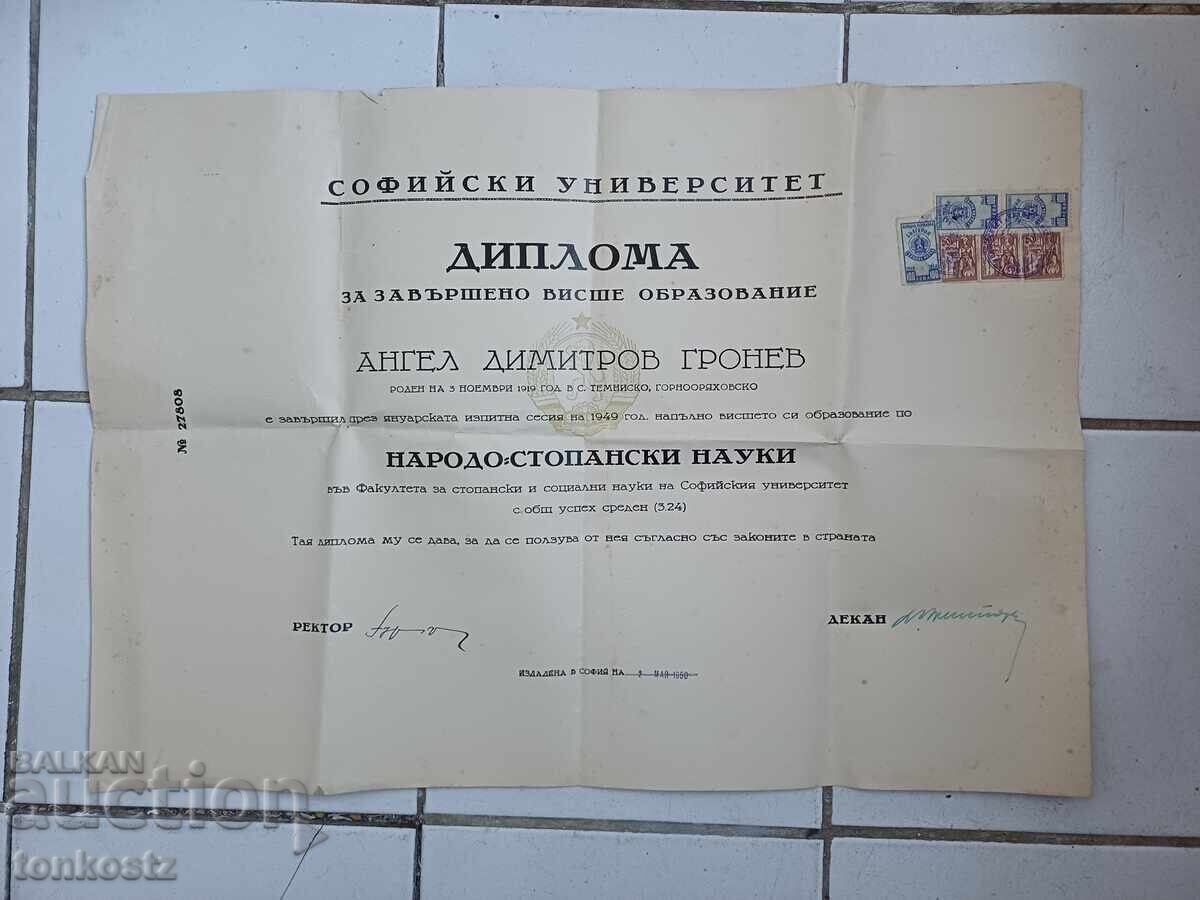 СОФИЙСКИ УНИВЕРСИТЕТ
ДИПЛОМА
ЗА ЗАВЪРШЕНО ВИСШЕ ОБРАЗОВАНИЕ
АНГЕЛ ДИМИТРОВ ГРОНЕВ
РОДЕН НА 3 НОЕМВРИ 1919 ГОД. В С. ТЕМНИСКО, ГОРНООРЯХОВСКО
Е ЗАВЪРШИЛ ПРЕЗ ЯНУАРСКАТА ИЗПИТНА СЕСИЯ НА 1949 ГОД. НАПЪЛНО ВИСШЕТО СИ ОБРАЗОВАНИЕ ПО
НАРОДО-СТОПАНСКИ НАУКИ
във Факултета за стопански и социални науки на Софийския университет
с общ успех среден (3.24)
Тая диплома му се дава, за да се ползува от нея съгласно със законите в страната
РЕКТОР
ДЕКАН
ИЗДАДЕНА В СОФИЯ НА 2 МАЙ 1950
№ 27808
BALKAN
auction
tonkostz